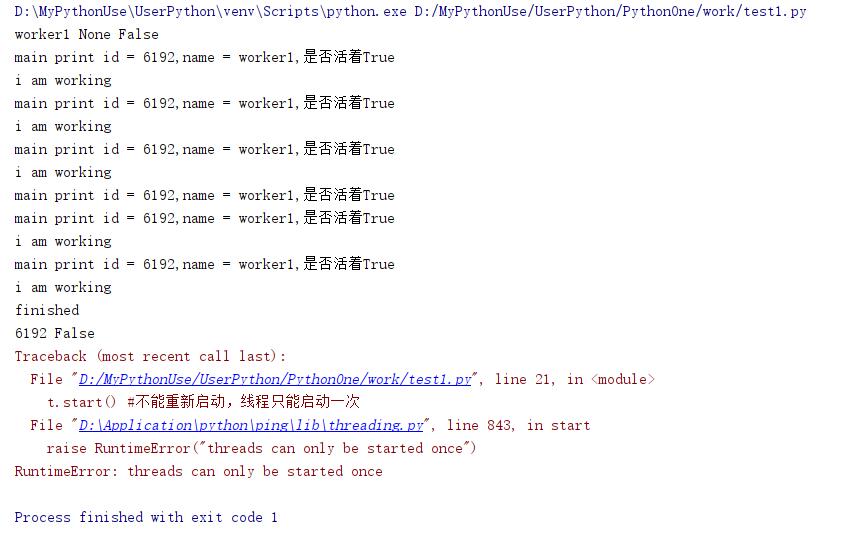 D:\MyPythonUse\UserPython\venv\Scripts\python.exe D:/MyPythonUse/UserPython/PythonOne/work/test1.py
worker1 None False
main print id = 6192,name = worker1,是否活着True
i am working
main print id = 6192,name = worker1,是否活着True
i am working
main print id = 6192,name = worker1,是否活着True
i am working
main print id = 6192,name = worker1,是否活着True
main print id = 6192,name = worker1,是否活着True
i am working
main print id = 6192,name = worker1,是否活着True
i am working
finished
6192 False
Traceback (most recent call last):
  File "D:/MyPythonUse/UserPython/PythonOne/work/test1.py", line 21, in <module>
    t.start() #不能重新启动，线程只能启动一次
  File "D:\Application\python\ping\lib\threading.py", line 843, in start
    raise RuntimeError("threads can only be started once")
RuntimeError: threads can only be started once
Process finished with exit code 1